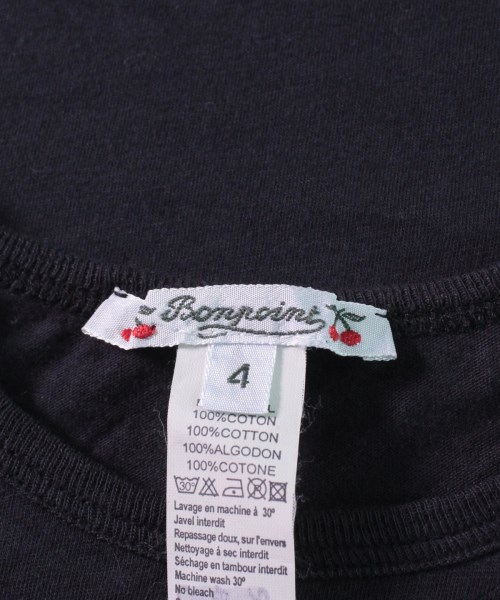 Bonpoint
4
100%COTON
100%COTTON
100%ALGODON
100%COTONE
30°
Lavage en machine à 30°
Javel interdit
Repassage doux, sur l'envers
Nettoyage à sec interdit
Séchage en tambour interdit
Machine wash 30°
No bleach